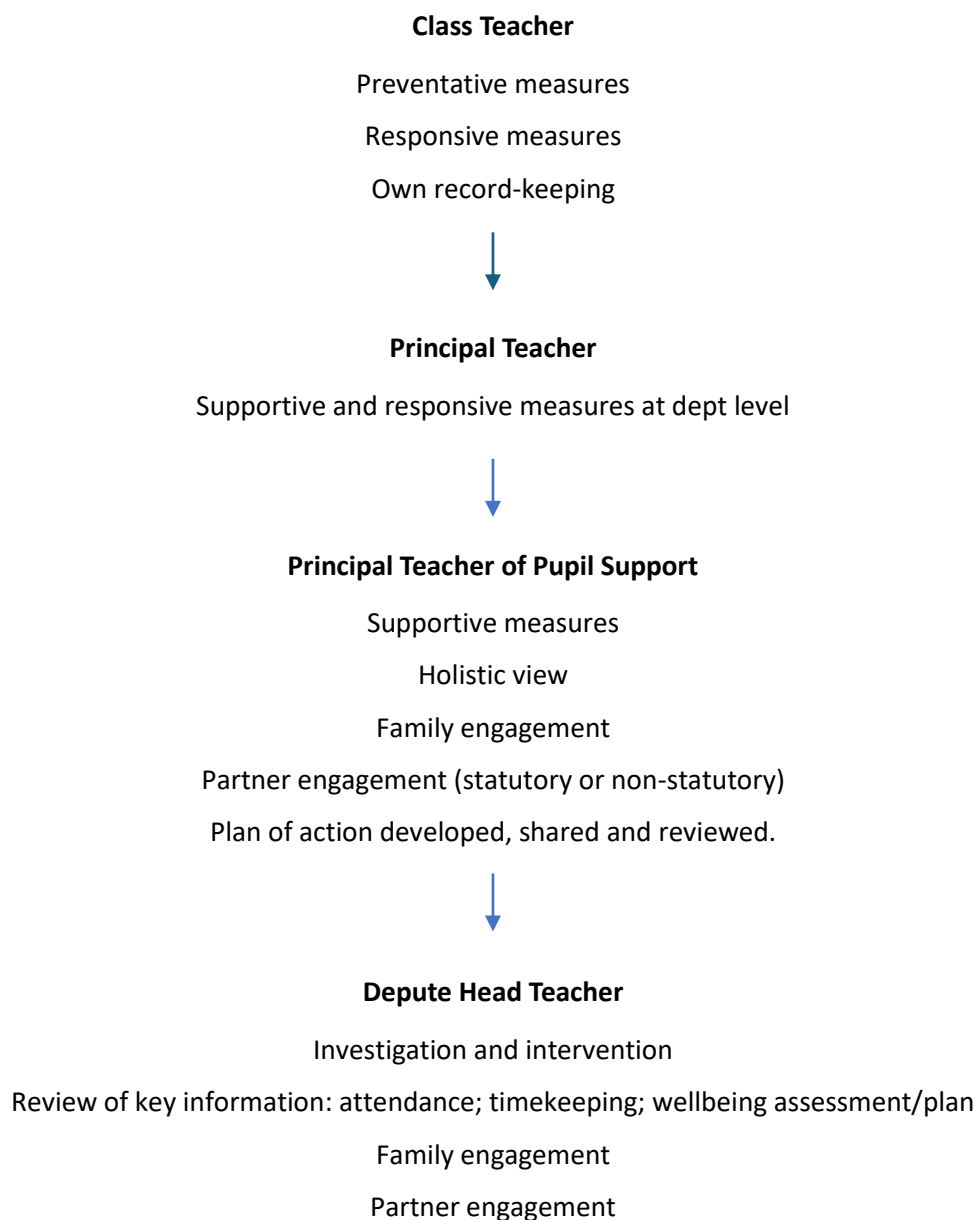 Class Teacher
Preventative measures
Responsive measures
Own record-keeping
Principal Teacher
Supportive and responsive measures at dept level
Principal Teacher of Pupil Support
Supportive measures
Holistic view
Family engagement
Partner engagement (statutory or non-statutory)
Plan of action developed, shared and reviewed.
Depute Head Teacher
Investigation and intervention
Review of key information: attendance; timekeeping; wellbeing assessment/plan
Family engagement
Partner engagement